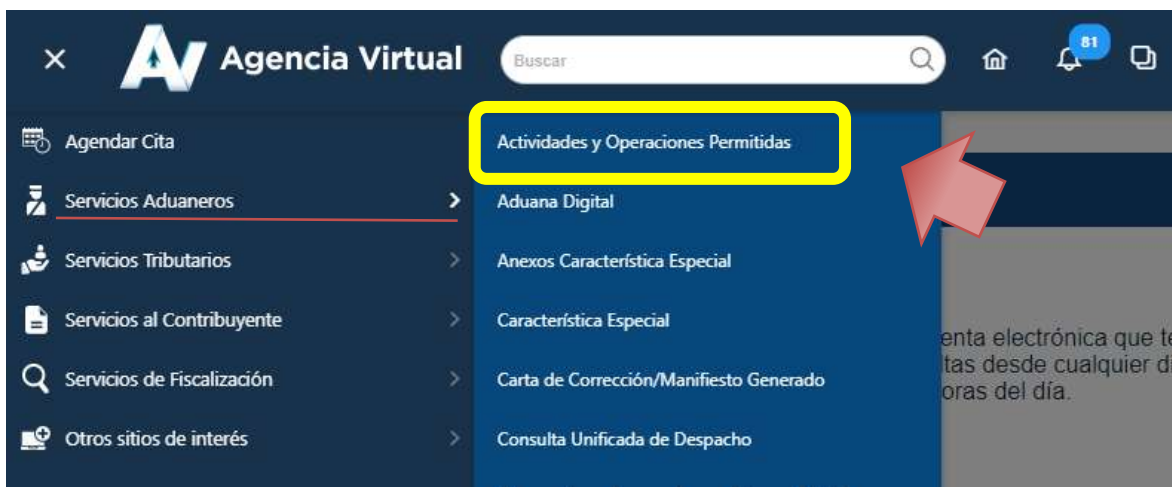 Agencia Virtual
Buscar
81
Agendar Cita
Servicios Aduaneros
Servicios Tributarios
Servicios al Contribuyente
Servicios de Fiscalización
Otros sitios de interés
Actividades y Operaciones Permitidas
Aduana Digital
Anexos Característica Especial
Característica Especial
Carta de Corrección/Manifiesto Generado
Consulta Unificada de Despacho
enta electrónica que te
ltas desde cualquier di
oras del día.